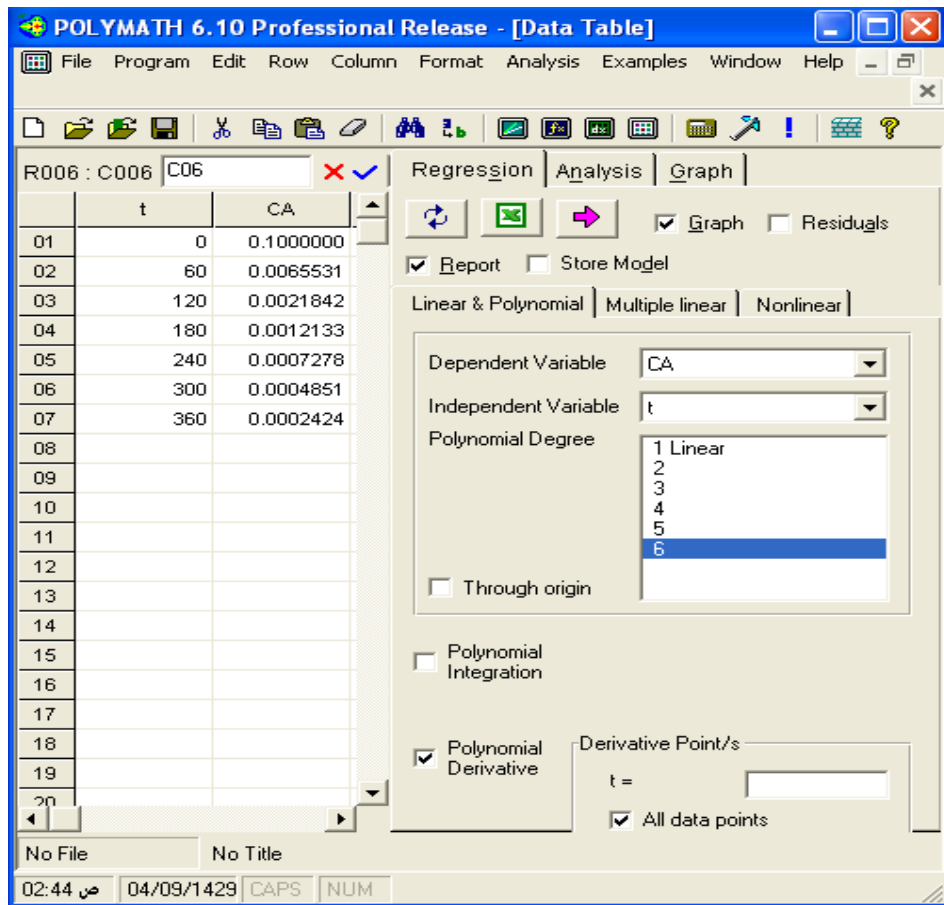 POLYMATH 6.10 Professional Release - [Data Table]
File Program Edit Row Column Format Analysis Examples Window Help
R006 : C006 C06
Regression Analysis Graph
Graph Residuals
Report Store Model
Linear & Polynomial Multiple linear Nonlinear
t CA
01 0 0.1000000
02 60 0.0065531
03 120 0.0021842
04 180 0.0012133
05 240 0.0007278
06 300 0.0004851
07 360 0.0002424
08
09
10
11
12
13
14
15
16
17
18
19
20
Dependent Variable CA
Independent Variable t
Polynomial Degree
1 Linear
2
3
4
5
6
Through origin
Polynomial
Integration
Polynomial
Derivative
Derivative Point/s
t =
All data points
No File No Title
02:44 ص 04/09/1429 CAPS NUM